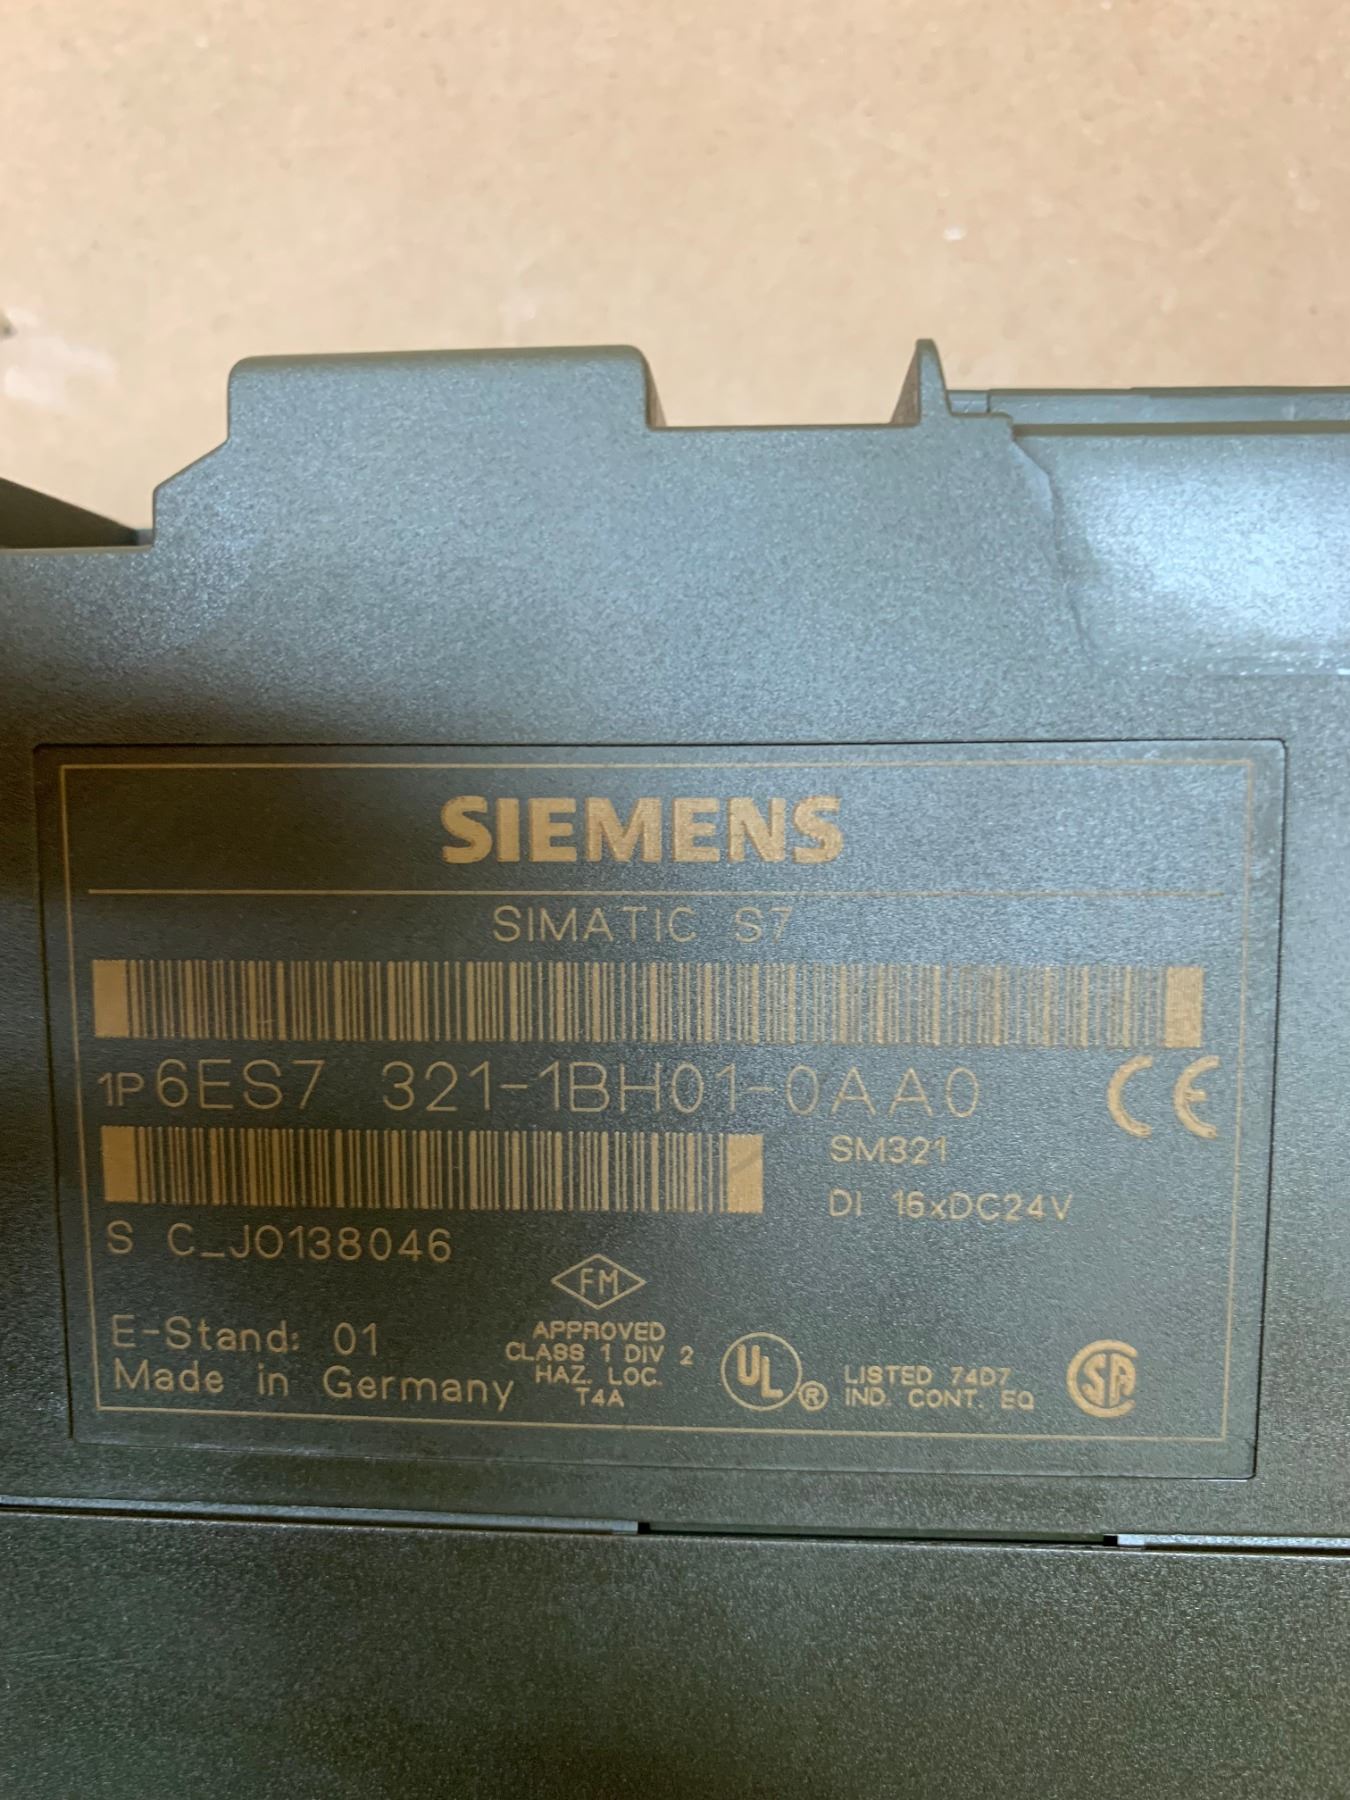 SIEMENS
SIMATIC S7
1P 6ES7 321-1BH01-0AA0
CE
SM321
DI 16xDC24V
S C_JO138046
FM
APPROVED
CLASS 1 DIV 2
HAZ. LOC.
T4A
E-Stand: 01
Made in Germany
UL ®
LISTED 74D7
IND. CONT. EQ
SA